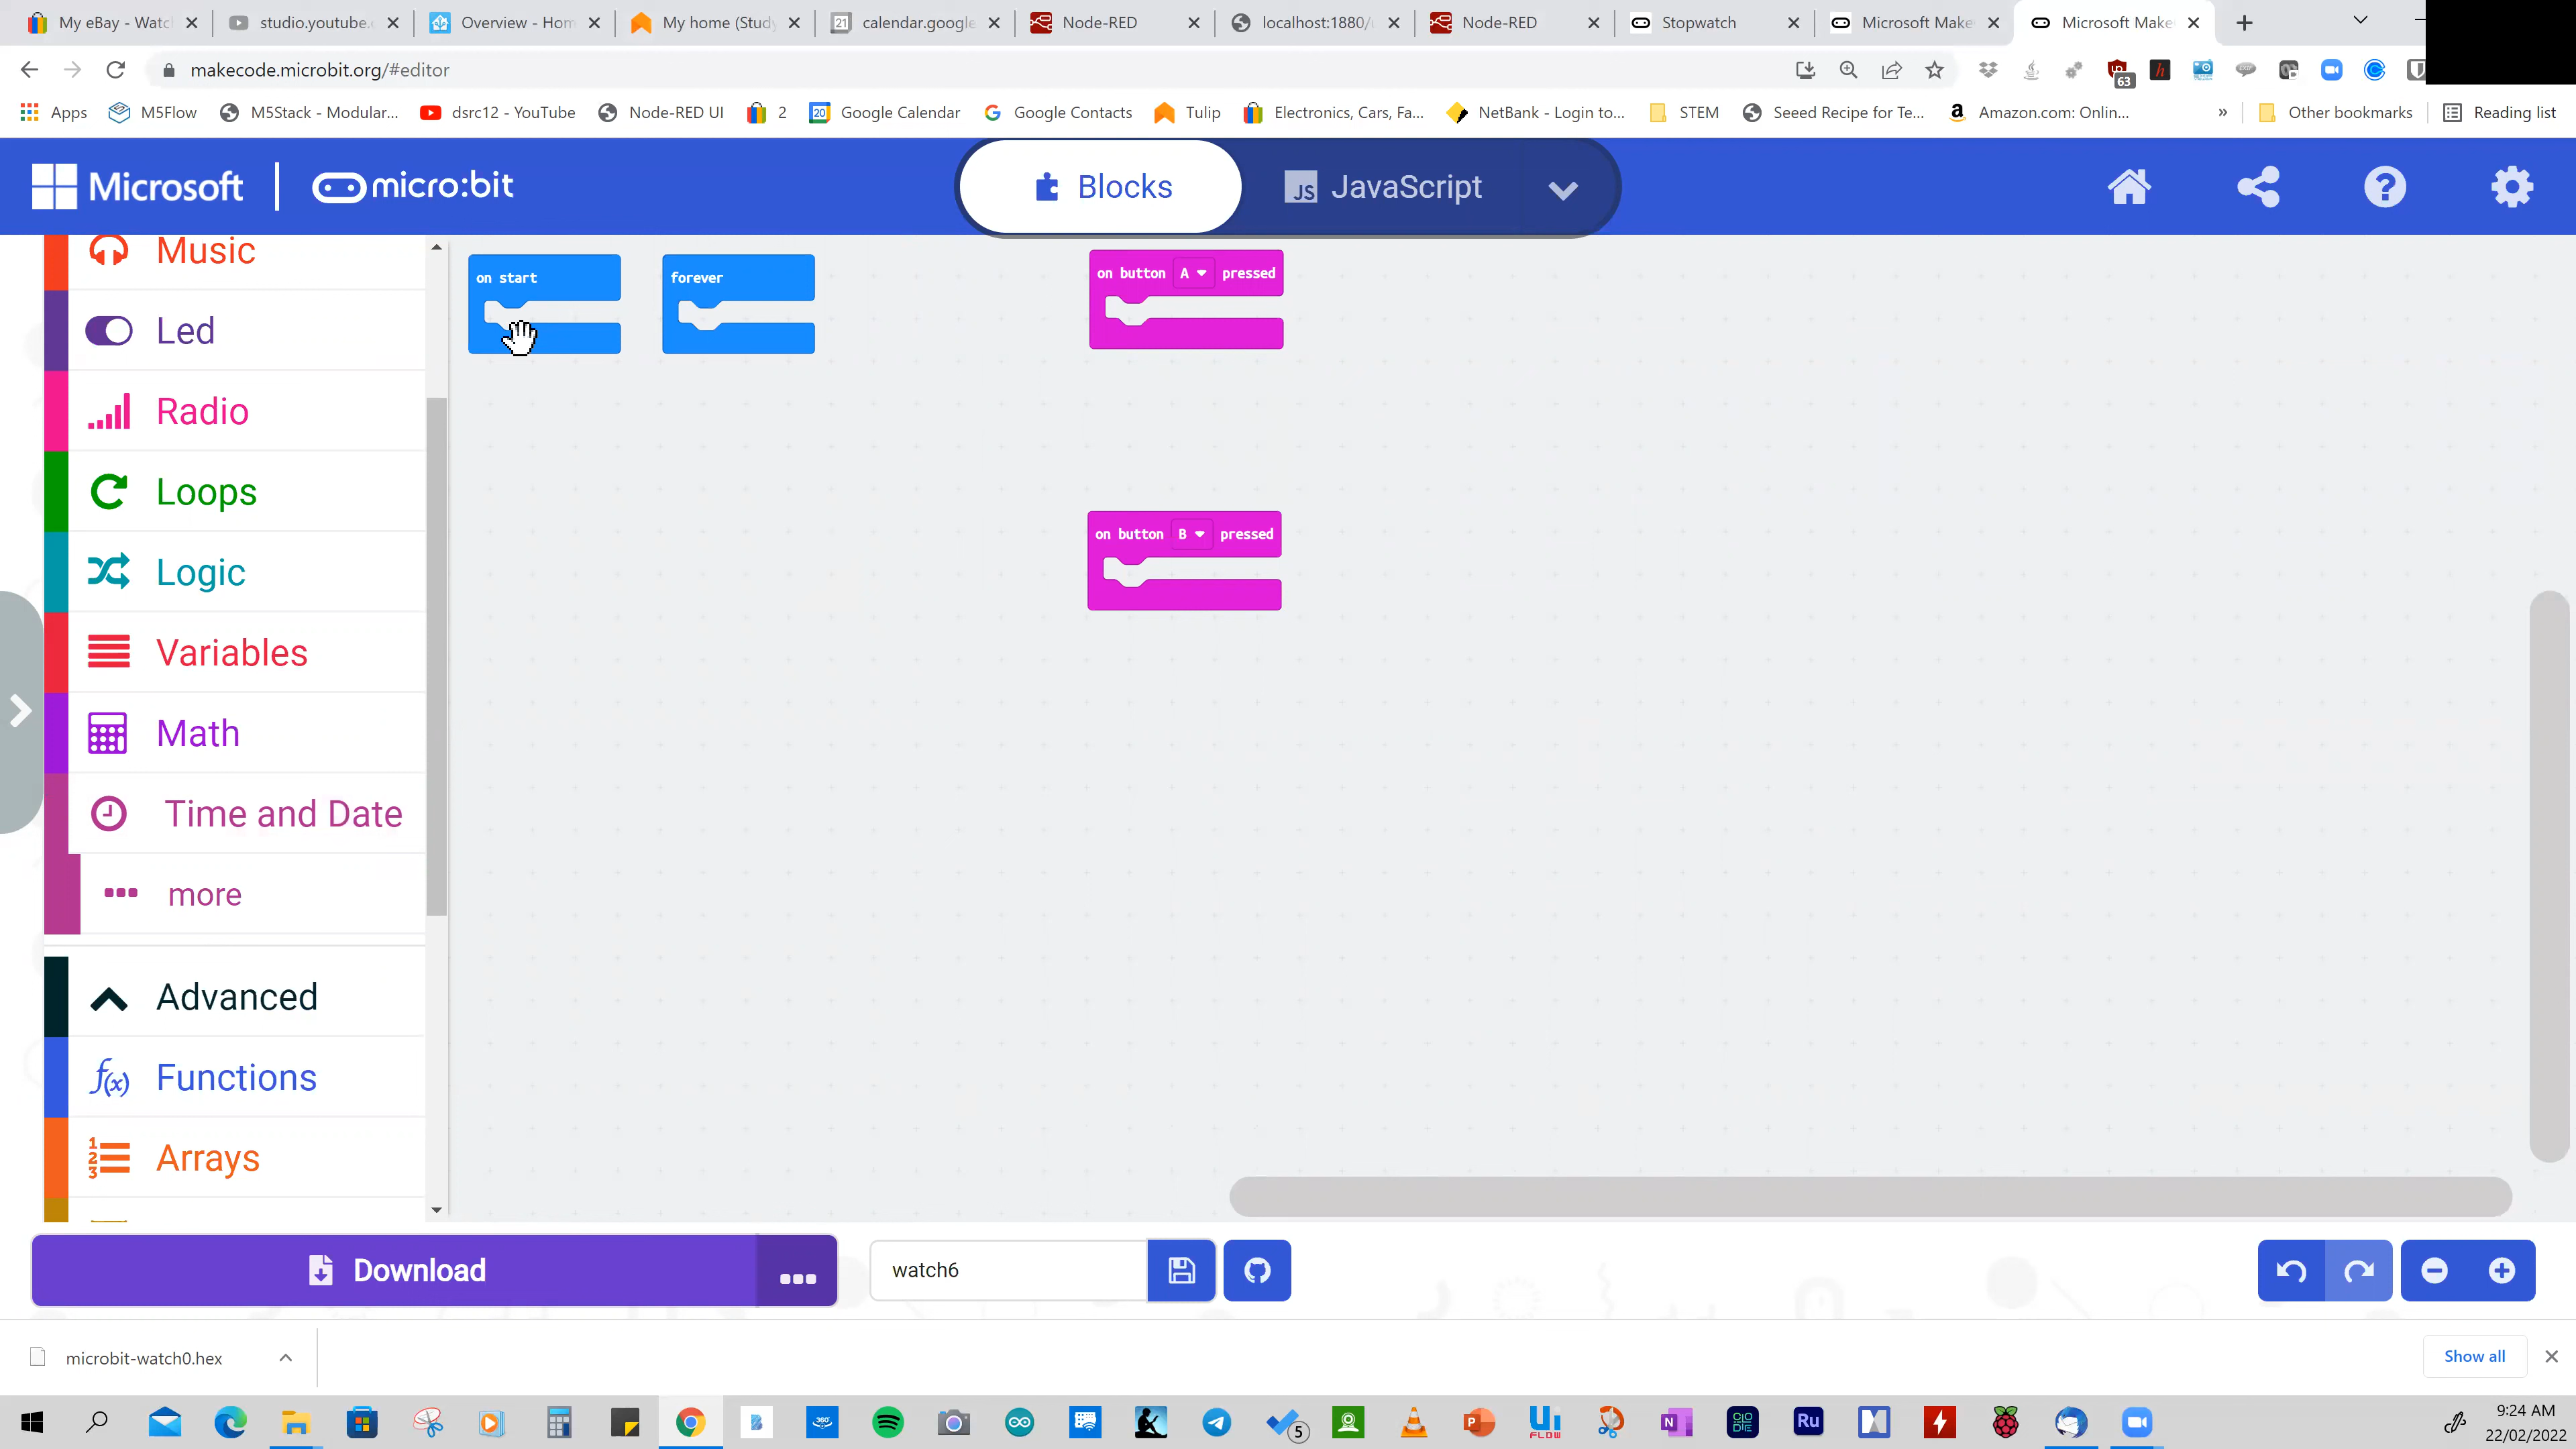 My eBay - Watc
studio.youtube.c
Overview - Hom
My home (Study
calendar.google
Node-RED
localhost:1880/
Node-RED
Stopwatch
Microsoft Make
Microsoft Make
makecode.microbit.org/#editor
63
Apps
M5Flow
M5Stack - Modular...
dsrc12 - YouTube
Node-RED UI
2
Google Calendar
Google Contacts
Tulip
Electronics, Cars, Fa...
NetBank - Login to...
STEM
Seeed Recipe for Te...
Amazon.com: Onlin...
»
Other bookmarks
Reading list
Microsoft
micro:bit
Blocks
JS JavaScript
Music
Led
Radio
Loops
Logic
Variables
Math
Time and Date
more
Advanced
Functions
Arrays
on start
forever
on button A pressed
on button B pressed
Download
watch6
microbit-watch0.hex
Show all
5
9:24 AM
22/02/2022